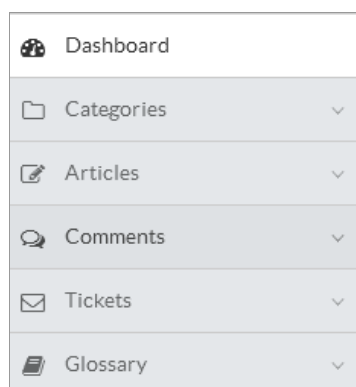 Dashboard
Categories
Articles
Comments
Tickets
Glossary